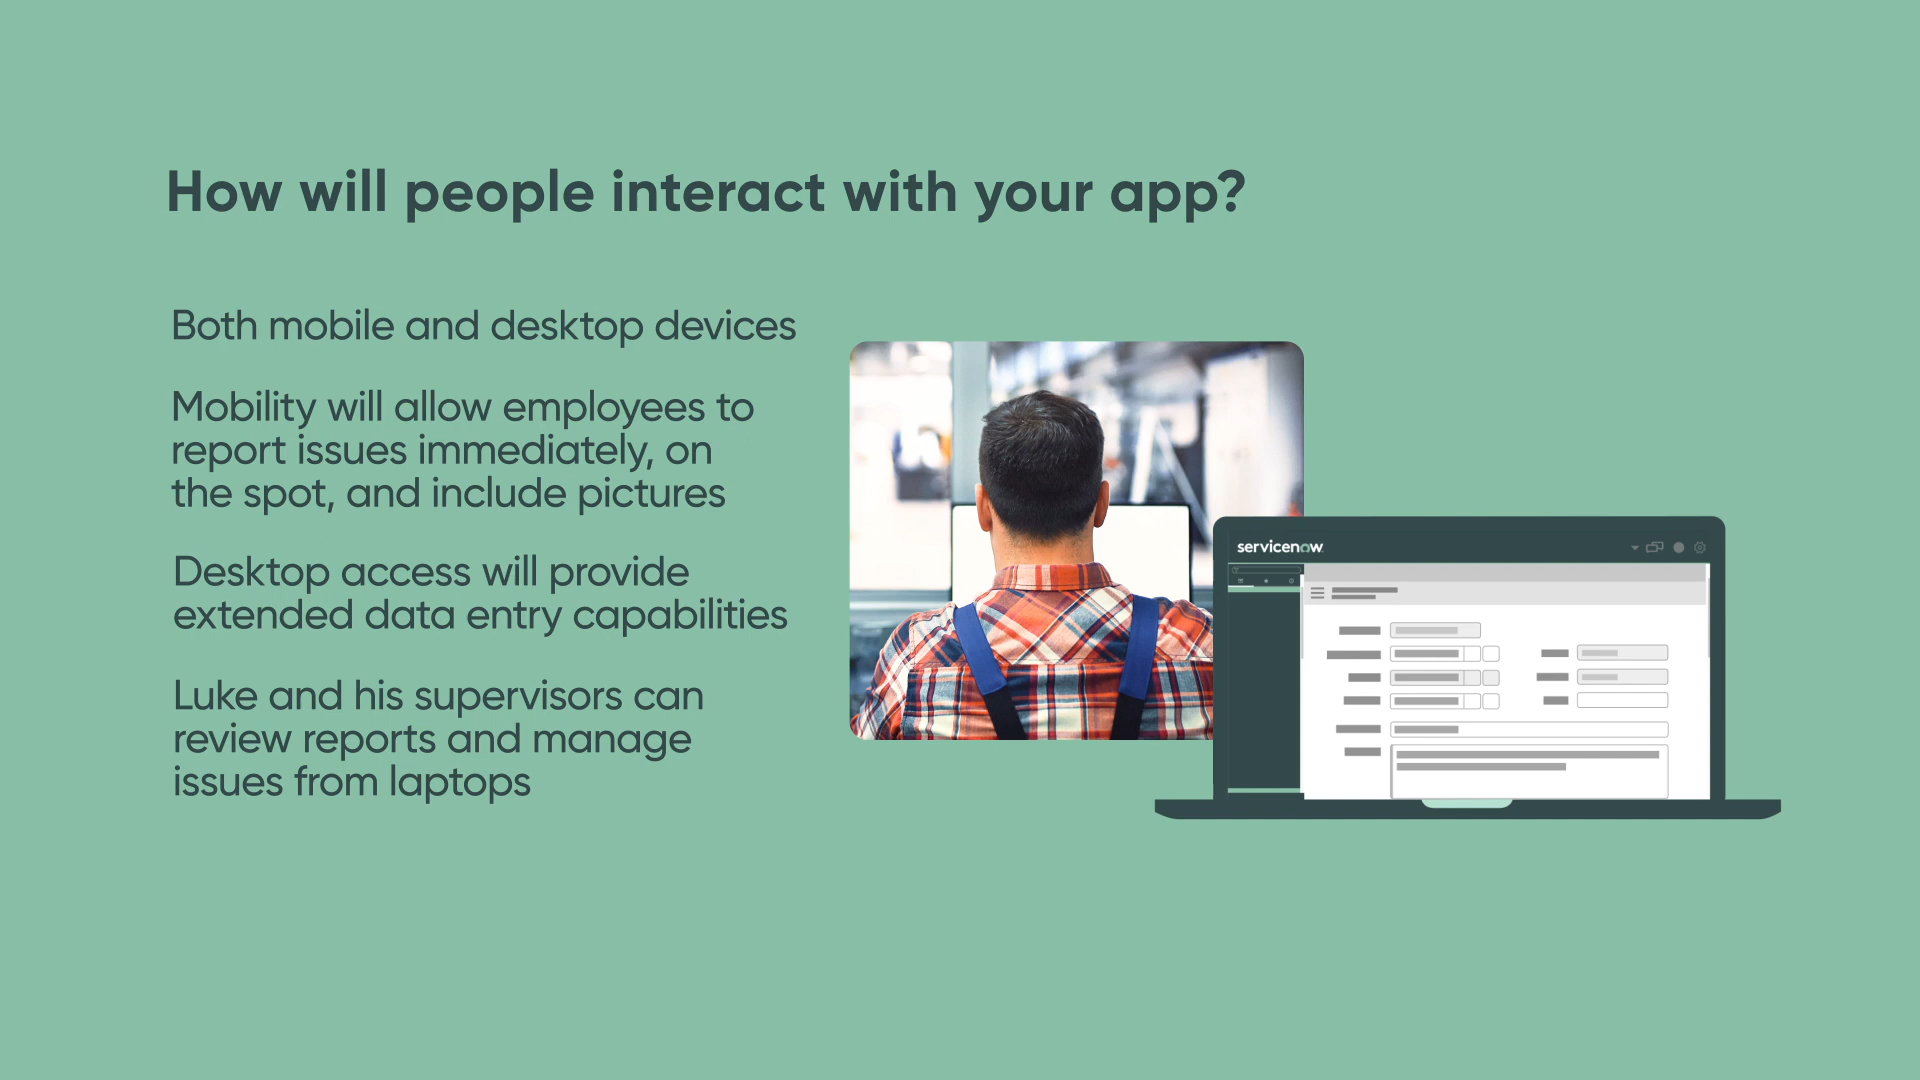 How will people interact with your app?
Both mobile and desktop devices
Mobility will allow employees to
report issues immediately, on
the spot, and include pictures
Desktop access will provide
extended data entry capabilities
Luke and his supervisors can
review reports and manage
issues from laptops
servicenow